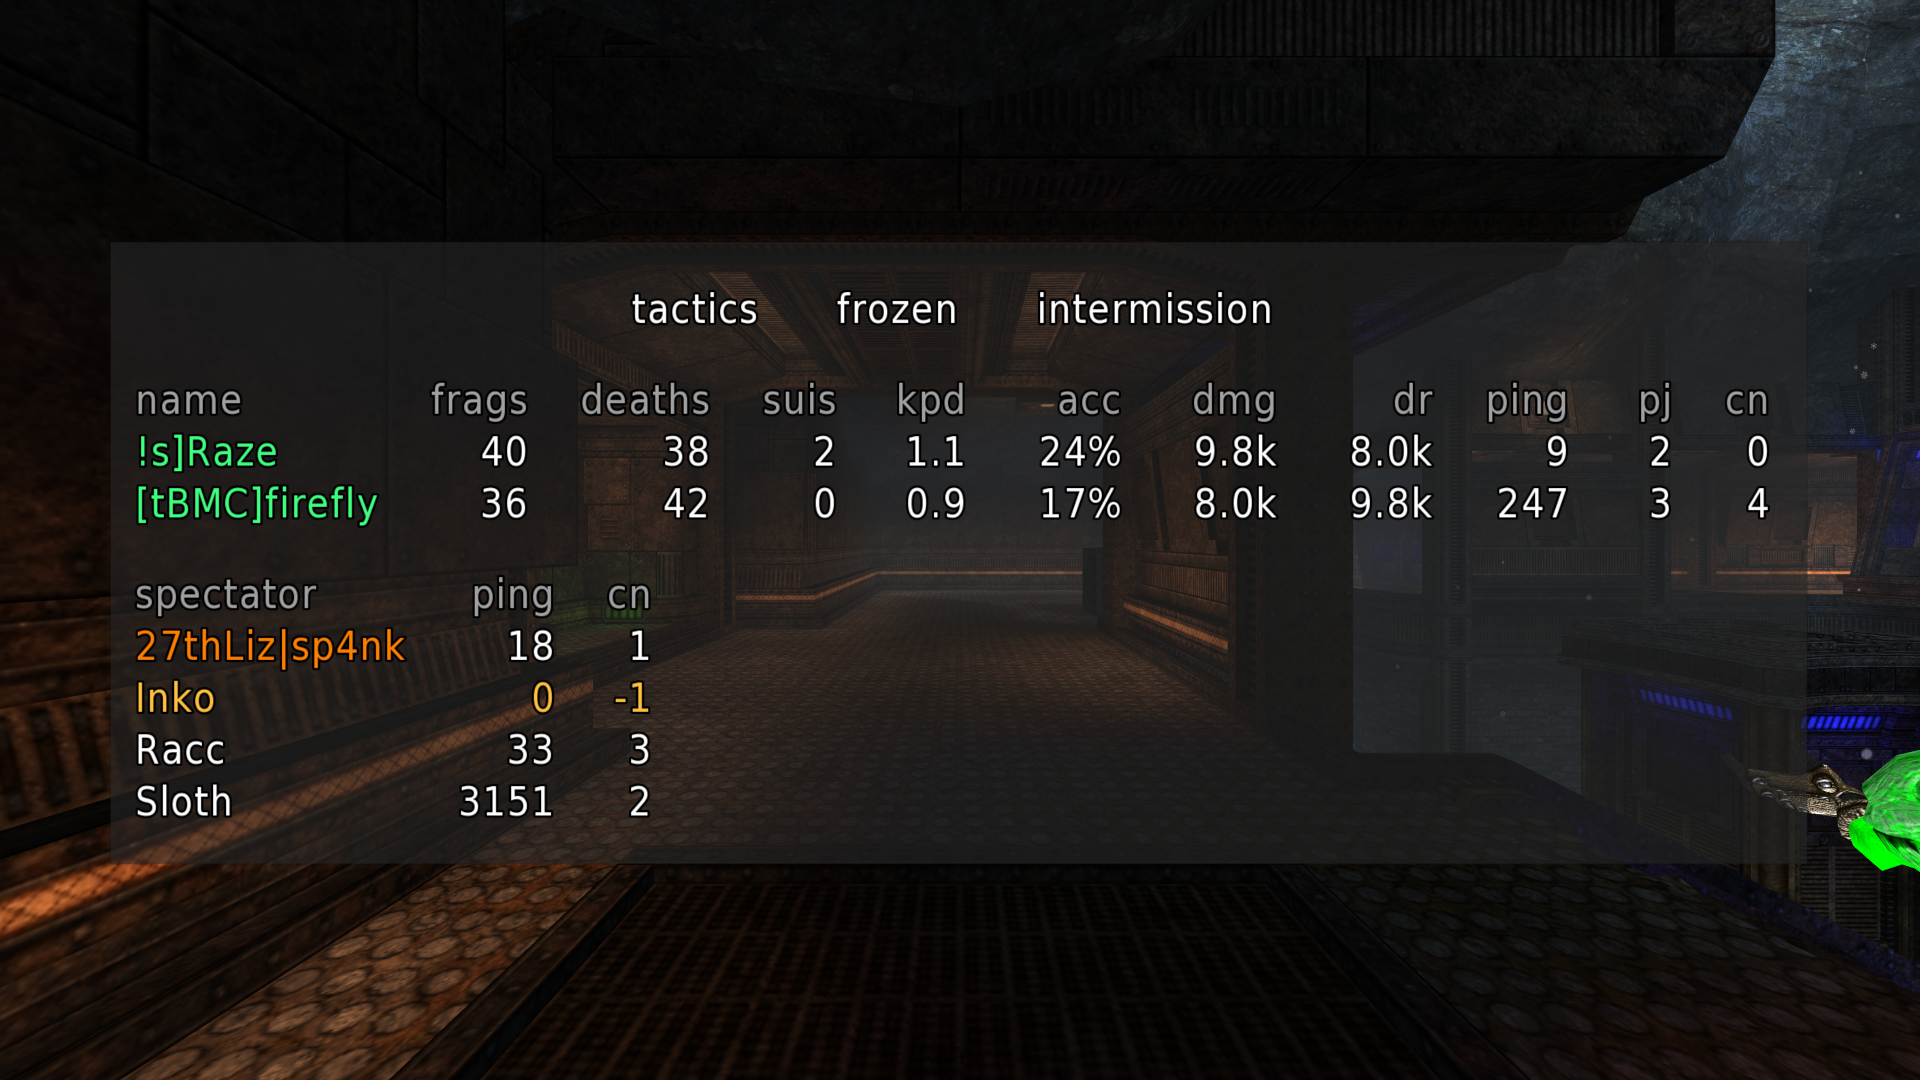 tactics frozen intermission
name frags deaths suis kpd acc dmg dr ping pj cn
!s]Raze 40 38 2 1.1 24% 9.8k 8.0k 9 2 0
[tBMC]firefly 36 42 0 0.9 17% 8.0k 9.8k 247 3 4
spectator ping cn
27thLiz|sp4nk 18 1
Inko 0 -1
Racc 33 3
Sloth 3151 2